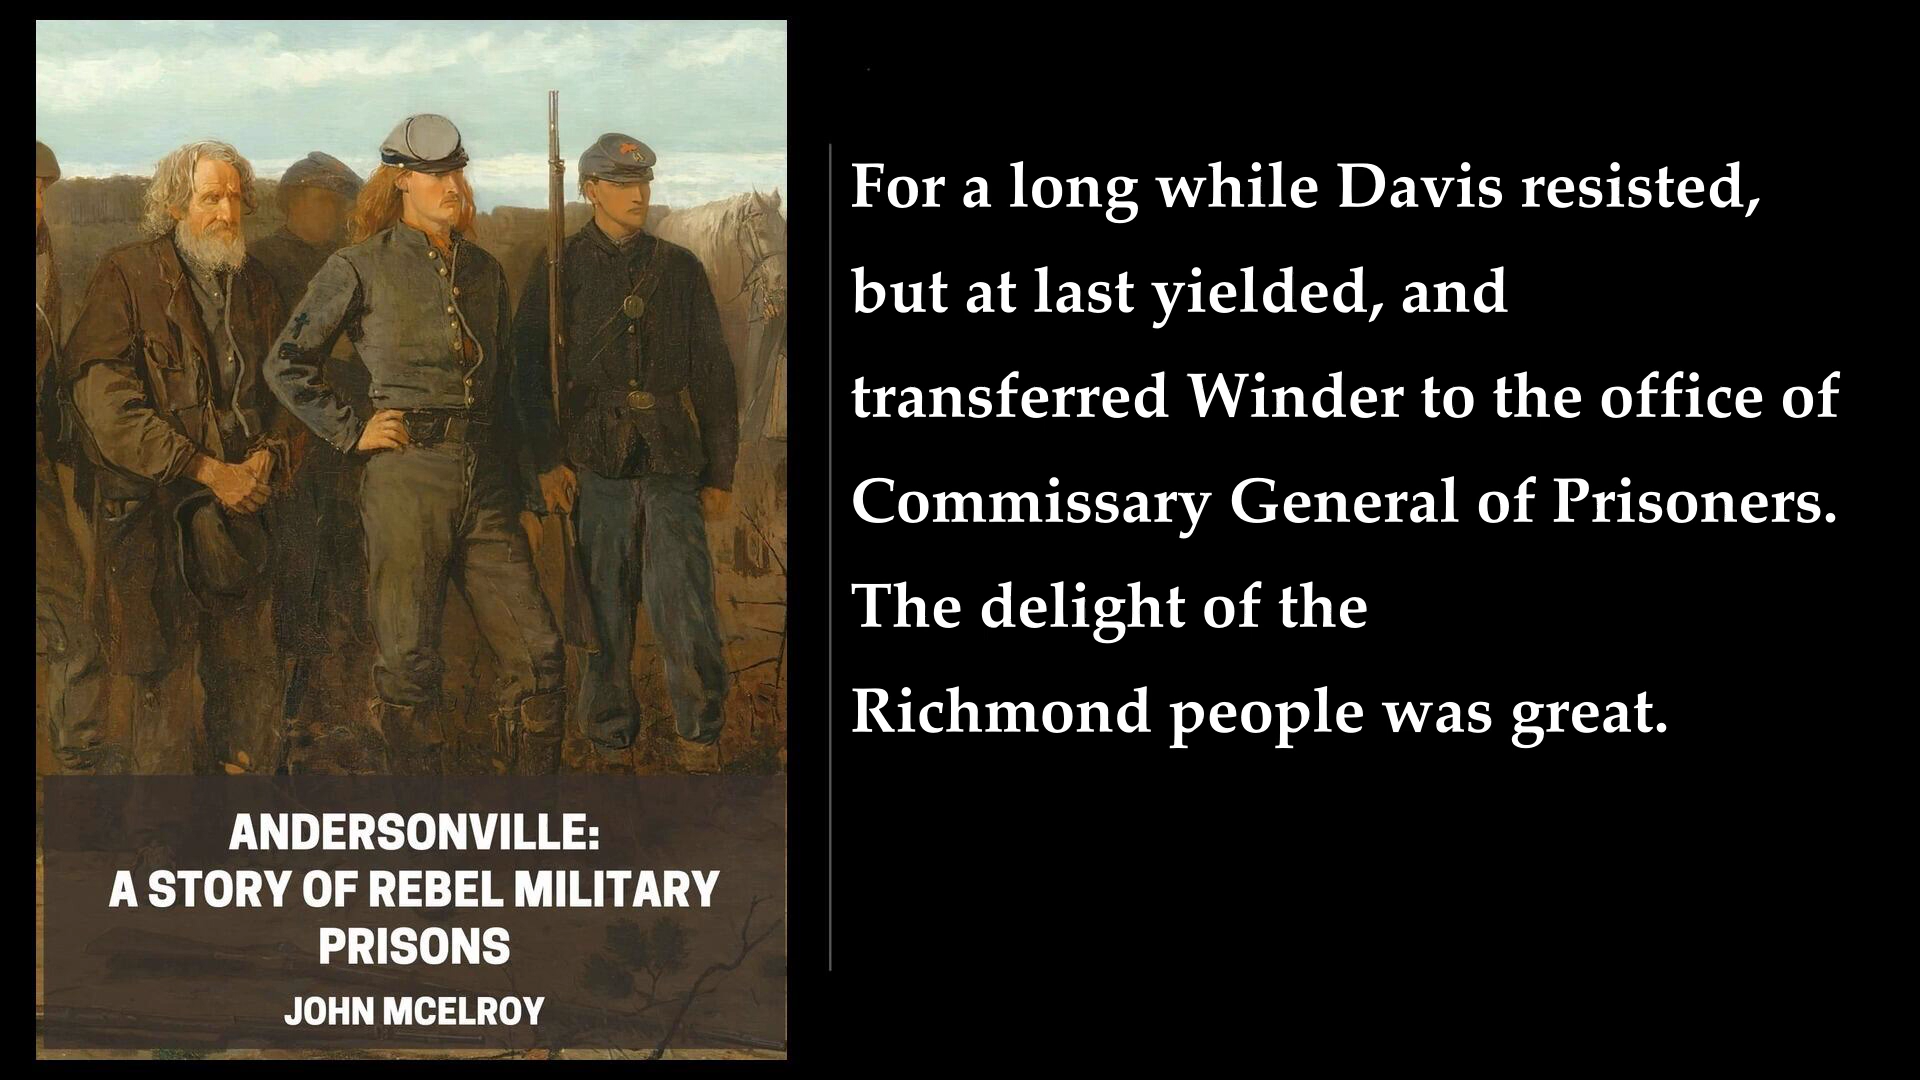 For a long while Davis resisted,
but at last yielded, and
transferred Winder to the office of
Commissary General of Prisoners.
The delight of the
Richmond people was great.
ANDERSONVILLE:
A STORY OF REBEL MILITARY
PRISONS
JOHN MCELROY